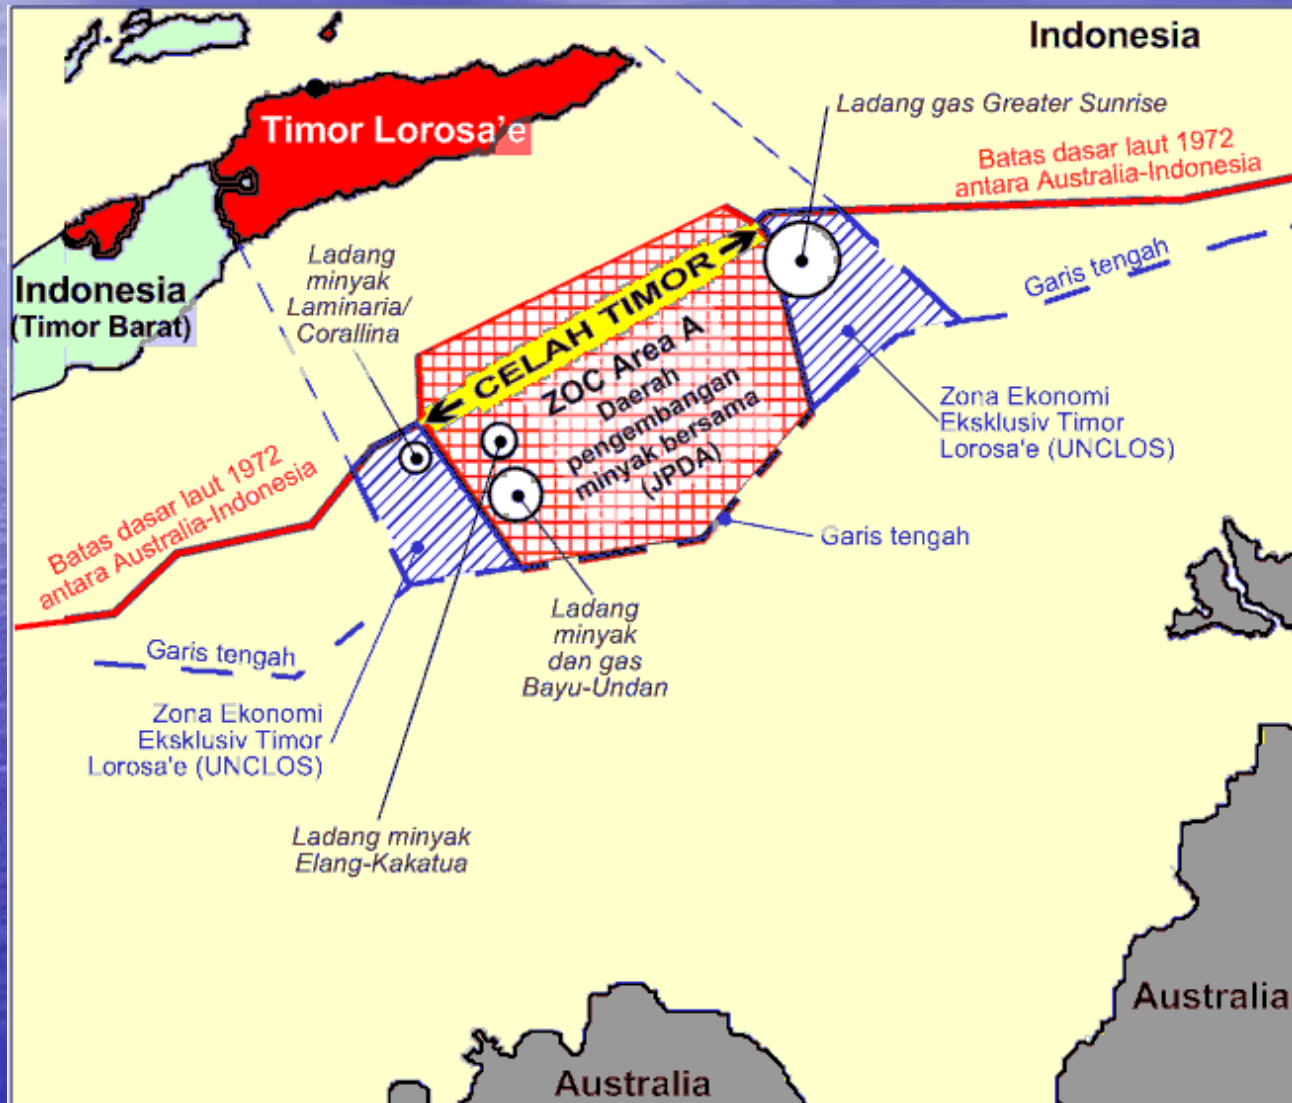 Indonesia
Ladang gas Greater Sunrise
Timor Lorosa'e
Batas dasar laut 1972
antara Australia-Indonesia
Ladang
minyak
Laminaria/
Corallina
Garis tengah
Indonesia
(Timor Barat)
CELAH TIMOR
ZOC Area A
Daerah
pengembangan
minyak bersama
(JPDA)
Zona Ekonomi
Eksklusiv Timor
Lorosa'e (UNCLOS)
Batas dasar laut 1972
antara Australia-Indonesia
Garis tengah
Ladang
minyak
dan gas
Bayu-Undan
Garis tengah
Zona Ekonomi
Eksklusiv Timor
Lorosa'e (UNCLOS)
Ladang minyak
Elang-Kakatua
Australia
Australia